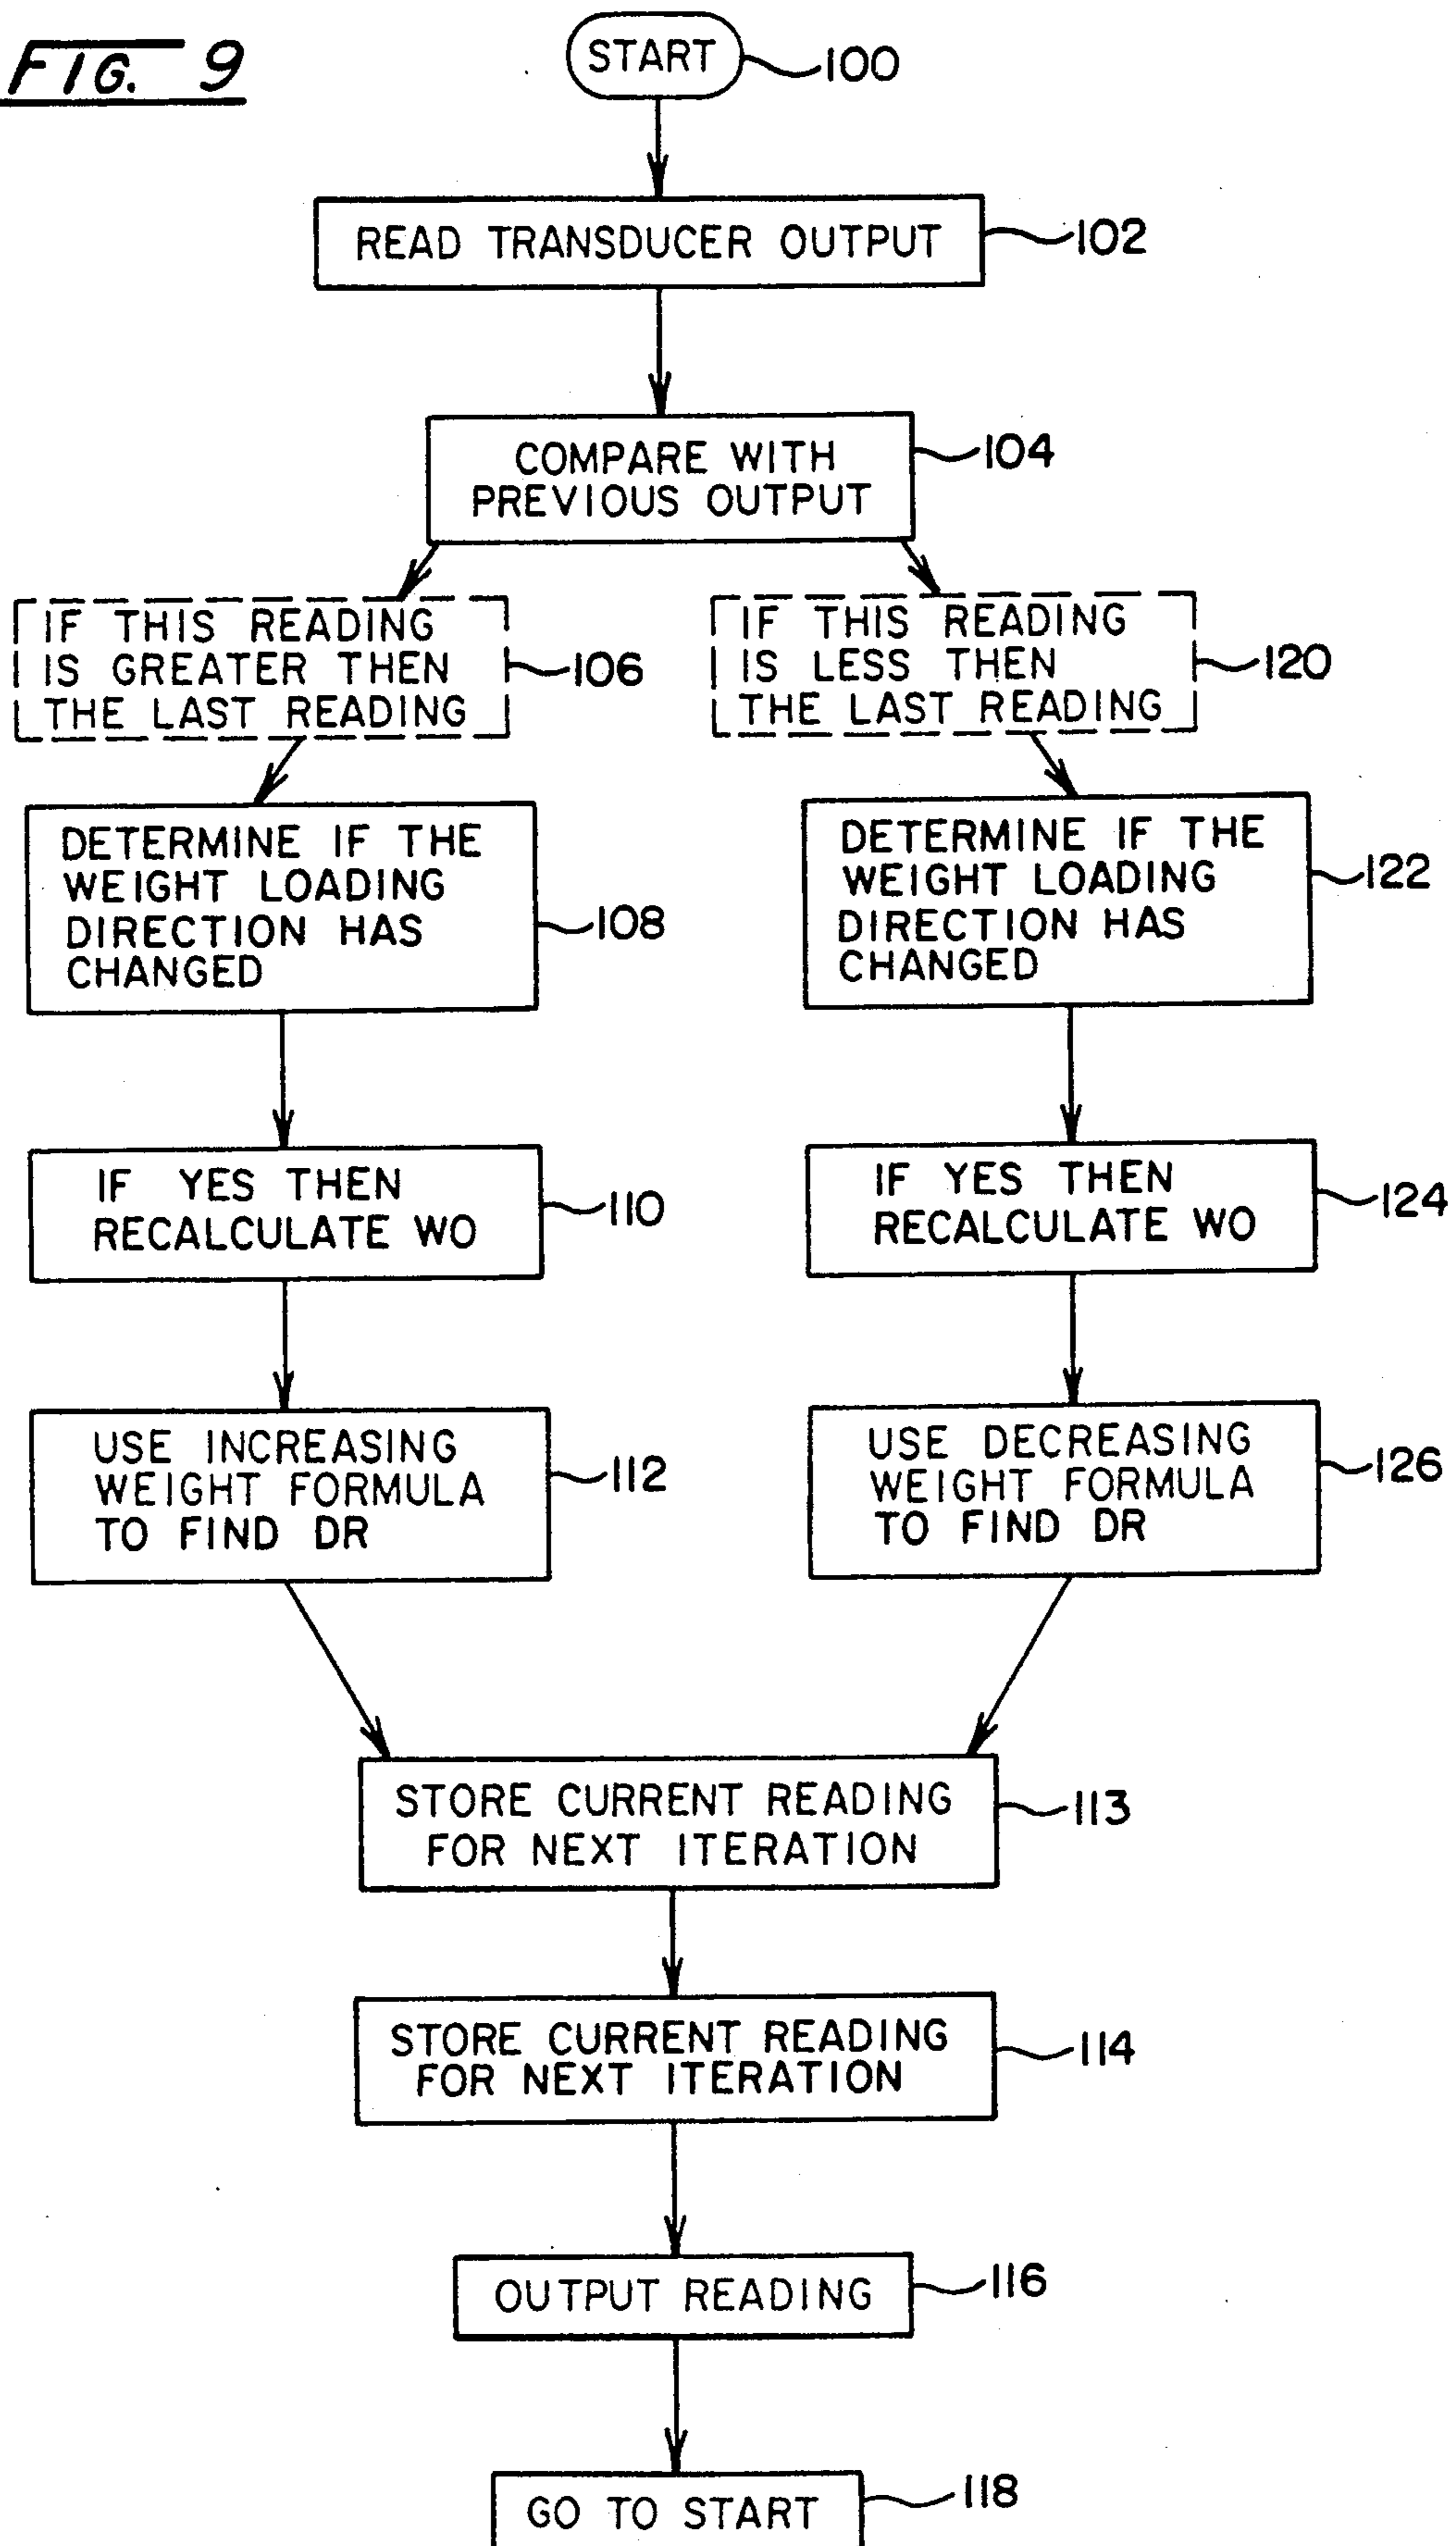 FIG. 9
START
100
READ TRANSDUCER OUTPUT
102
COMPARE WITH
PREVIOUS OUTPUT
104
IF THIS READING
IS GREATER THEN
THE LAST READING
106
IF THIS READING
IS LESS THEN
THE LAST READING
120
DETERMINE IF THE
WEIGHT LOADING
DIRECTION HAS
CHANGED
108
DETERMINE IF THE
WEIGHT LOADING
DIRECTION HAS
CHANGED
122
IF YES THEN
RECALCULATE WO
110
IF YES THEN
RECALCULATE WO
124
USE INCREASING
WEIGHT FORMULA
TO FIND DR
112
USE DECREASING
WEIGHT FORMULA
TO FIND DR
126
STORE CURRENT READING
FOR NEXT ITERATION
113
STORE CURRENT READING
FOR NEXT ITERATION
114
OUTPUT READING
116
GO TO START
118